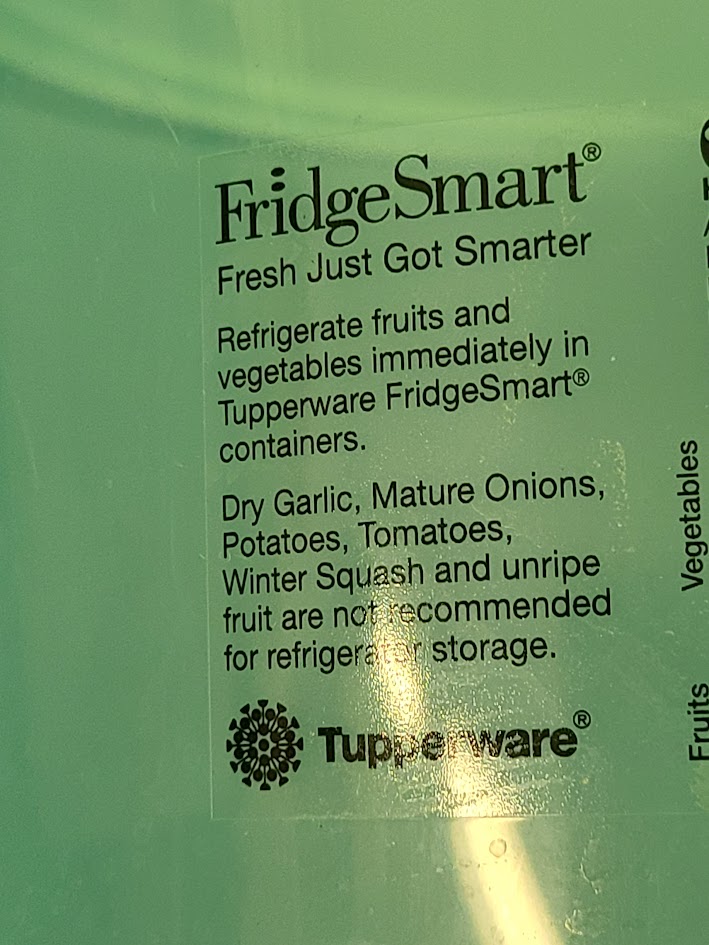 FridgeSmart®
Fresh Just Got Smarter
Refrigerate fruits and
vegetables immediately in
Tupperware FridgeSmart®
containers.
Dry Garlic, Mature Onions,
Potatoes, Tomatoes,
Winter Squash and unripe
fruit are not recommended
for refrigerator storage.
Tupperware®
Vegetables
Fruits